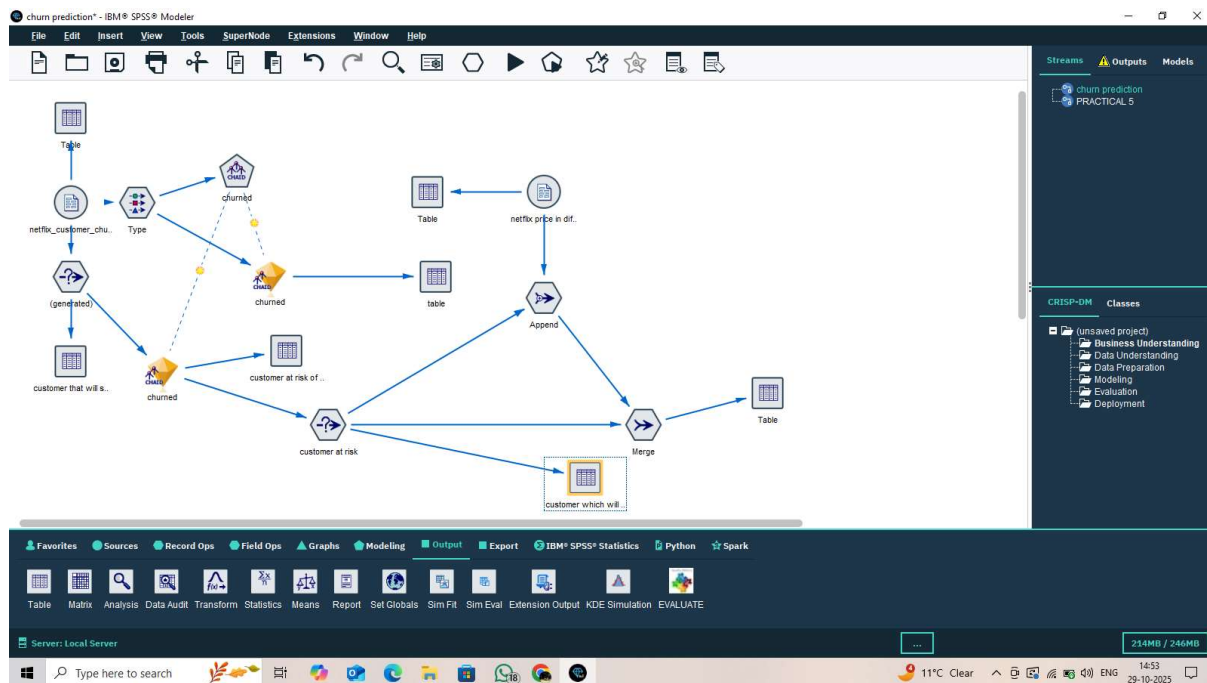 churn prediction* - IBM® SPSS® Modeler
File Edit Insert View Tools SuperNode Extensions Window Help
Streams Outputs Models
churn prediction
PRACTICAL 5
Table
CHAID
churned
Table
netflix price in dif..
netflix_customer_chu..
Type
(generated)
CHAID
churned
table
Append
customer that will s..
CHAID
churned
customer at risk of ..
customer at risk
Merge
Table
customer which will ..
CRISP-DM Classes
(unsaved project)
Business Understanding
Data Understanding
Data Preparation
Modeling
Evaluation
Deployment
Favorites Sources Record Ops Field Ops Graphs Modeling Output Export IBM® SPSS® Statistics Python Spark
Table Matrix Analysis Data Audit Transform Statistics Means Report Set Globals Sim Fit Sim Eval Extension Output KDE Simulation EVALUATE
Server: Local Server
... 214MB / 246MB
Type here to search
11°C Clear
ENG
14:53
29-10-2025